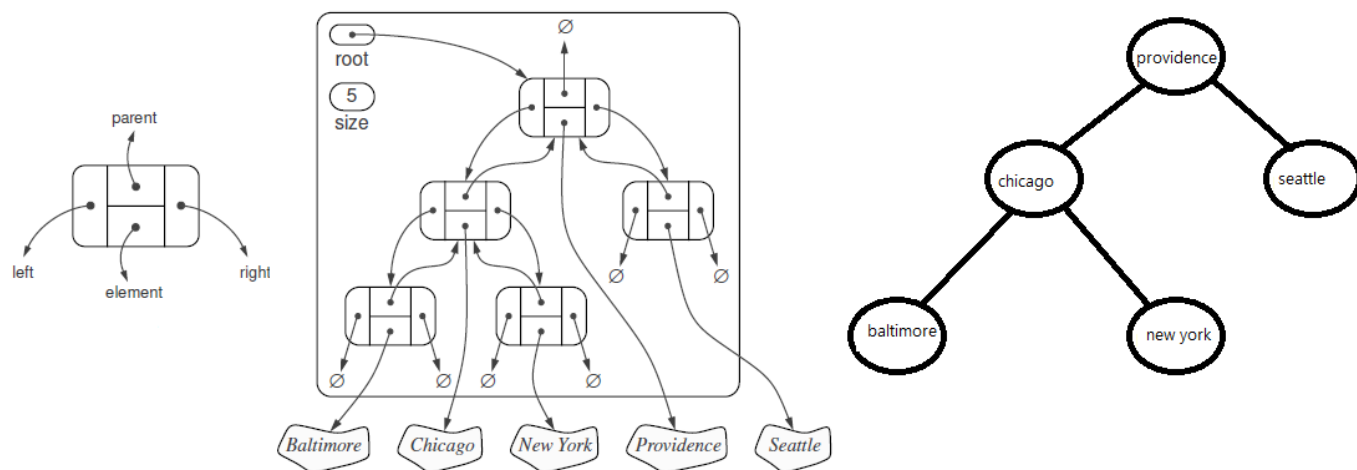 parent
left
element
right
root
5
size
∅
∅
∅
∅
∅
∅
∅
Baltimore
Chicago
New York
Providence
Seattle
providence
chicago
seattle
baltimore
new york